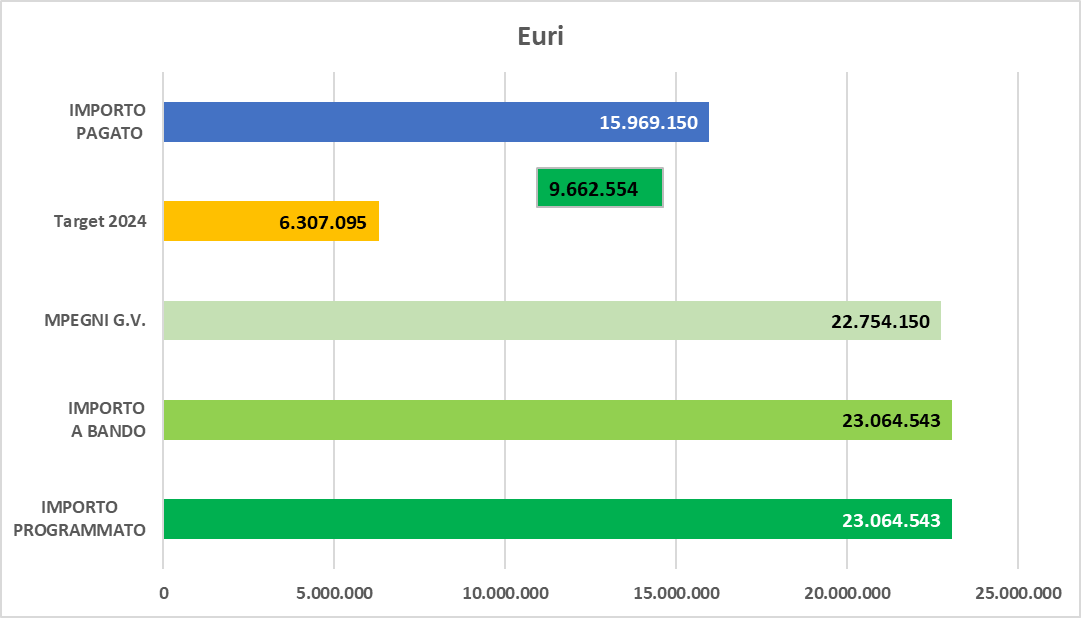 Euri
IMPORTO
PAGATO
15.969.150
9.662.554
Target 2024
6.307.095
MPEGNI G.V.
22.754.150
IMPORTO
A BANDO
23.064.543
IMPORTO
PROGRAMMATO
23.064.543
0 5.000.000 10.000.000 15.000.000 20.000.000 25.000.000